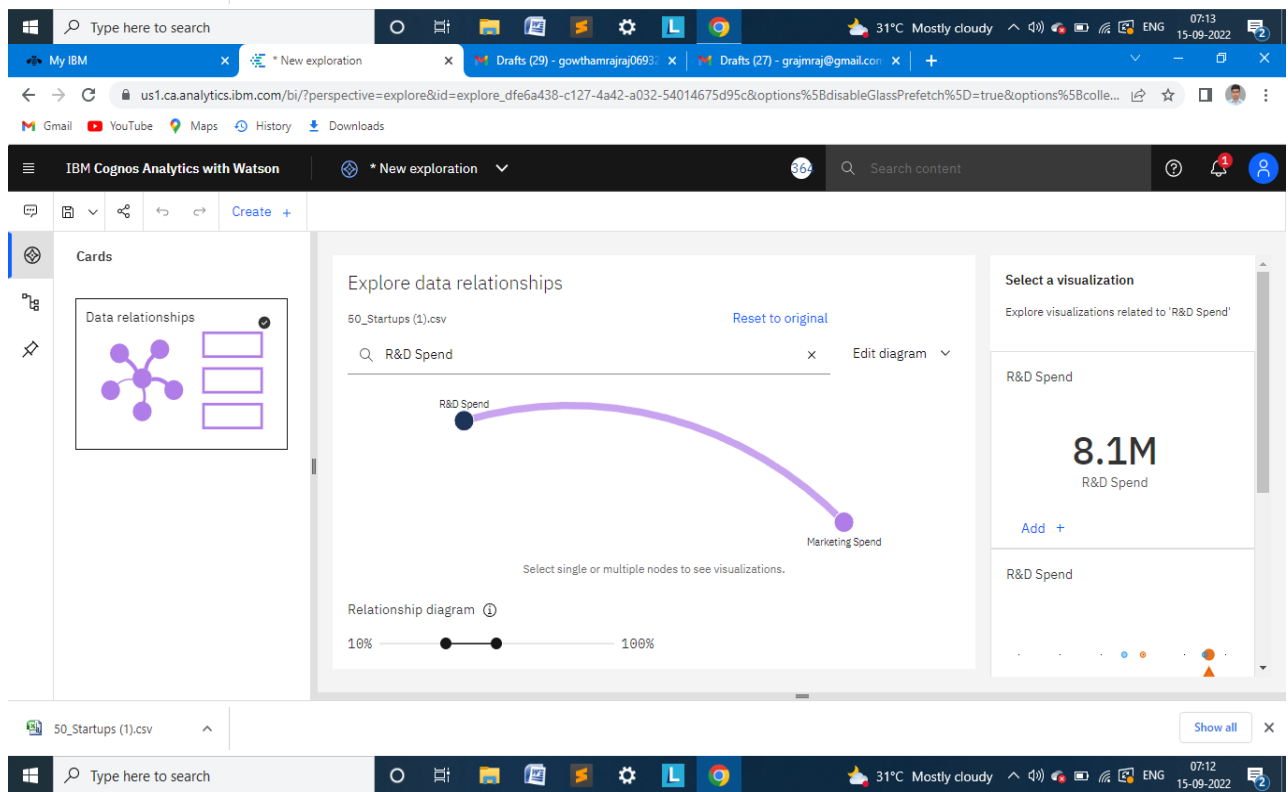 Type here to search
31°C Mostly cloudy
ENG
07:13
15-09-2022
2
My IBM
* New exploration
Drafts (29) - gowthamrajraj0693
Drafts (27) - grajmraj@gmail.con
us1.ca.analytics.ibm.com/bi/?perspective=explore&id=explore_dfe6a438-c127-4a42-a032-54014675d95c&options%5BdisableGlassPrefetch%5D=true&options%5Bcolle...
Gmail YouTube Maps History Downloads
IBM Cognos Analytics with Watson
* New exploration
364
Search content
1
Create +
Cards
Data relationships
Explore data relationships
50_Startups (1).csv
Reset to original
R&D Spend
Edit diagram
R&D Spend
Marketing Spend
Select single or multiple nodes to see visualizations.
Relationship diagram
10%
100%
Select a visualization
Explore visualizations related to 'R&D Spend'
R&D Spend
8.1M
R&D Spend
Add +
R&D Spend
50_Startups (1).csv
Show all
Type here to search
31°C Mostly cloudy
ENG
07:12
15-09-2022
2